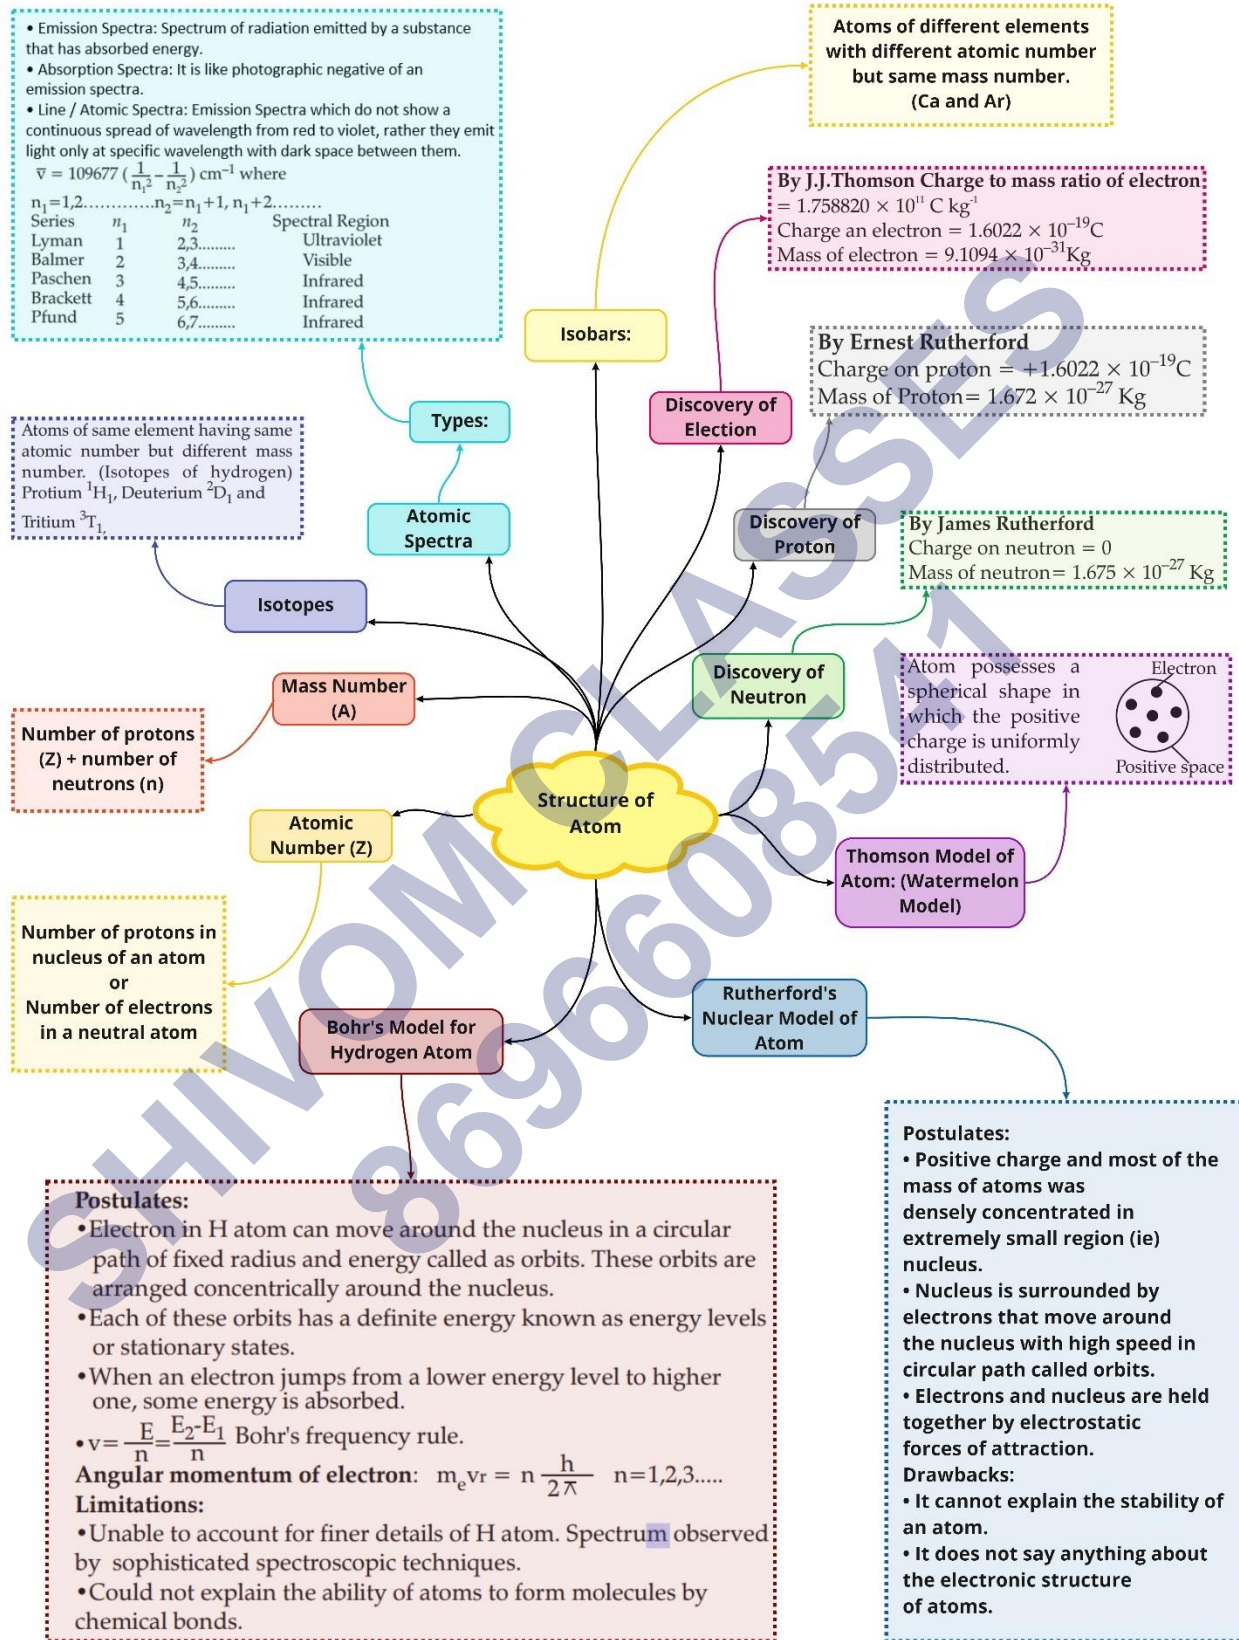 • Emission Spectra: Spectrum of radiation emitted by a substance
that has absorbed energy.
• Absorption Spectra: It is like photographic negative of an
emission spectra.
• Line / Atomic Spectra: Emission Spectra which do not show a
continuous spread of wavelength from red to violet, rather they emit
light only at specific wavelength with dark space between them.
ν̅ = 109677 (1/n₁² − 1/n₂²) cm⁻¹ where
n₁=1,2............n₂=n₁+1, n₁+2.........
Series n₁ n₂ Spectral Region
Lyman 1 2,3......... Ultraviolet
Balmer 2 3,4......... Visible
Paschen 3 4,5......... Infrared
Brackett 4 5,6......... Infrared
Pfund 5 6,7......... Infrared
Atoms of different elements
with different atomic number
but same mass number.
(Ca and Ar)
By J.J.Thomson Charge to mass ratio of electron
= 1.758820 × 10¹¹ C kg⁻¹
Charge an electron = 1.6022 × 10⁻¹⁹C
Mass of electron = 9.1094 × 10⁻³¹Kg
Isobars:
By Ernest Rutherford
Charge on proton = +1.6022 × 10⁻¹⁹C
Mass of Proton= 1.672 × 10⁻²⁷ Kg
Types:
Discovery of
Election
Atoms of same element having same
atomic number but different mass
number. (Isotopes of hydrogen)
Protium ¹H₁, Deuterium ²D₁ and
Tritium ³T₁,
Atomic
Spectra
Discovery of
Proton
By James Rutherford
Charge on neutron = 0
Mass of neutron= 1.675 × 10⁻²⁷ Kg
Isotopes
Discovery of
Neutron
Atom possesses a
spherical shape in
which the positive
charge is uniformly
distributed.
Electron
Positive space
Mass Number
(A)
Number of protons
(Z) + number of
neutrons (n)
Structure of
Atom
Atomic
Number (Z)
Thomson Model of
Atom: (Watermelon
Model)
Number of protons in
nucleus of an atom
or
Number of electrons
in a neutral atom
Bohr's Model for
Hydrogen Atom
Rutherford's
Nuclear Model of
Atom
Postulates:
•Electron in H atom can move around the nucleus in a circular
path of fixed radius and energy called as orbits. These orbits are
arranged concentrically around the nucleus.
•Each of these orbits has a definite energy known as energy levels
or stationary states.
•When an electron jumps from a lower energy level to higher
one, some energy is absorbed.
•v= E/n = E₂-E₁/n Bohr's frequency rule.
Angular momentum of electron: mₑvr = n h/2π n=1,2,3.....
Limitations:
•Unable to account for finer details of H atom. Spectrum observed
by sophisticated spectroscopic techniques.
•Could not explain the ability of atoms to form molecules by
chemical bonds.
Postulates:
• Positive charge and most of the
mass of atoms was
densely concentrated in
extremely small region (ie)
nucleus.
• Nucleus is surrounded by
electrons that move around
the nucleus with high speed in
circular path called orbits.
• Electrons and nucleus are held
together by electrostatic
forces of attraction.
Drawbacks:
• It cannot explain the stability of
an atom.
• It does not say anything about
the electronic structure
of atoms.
SHIVOM CLASSES
8696608541